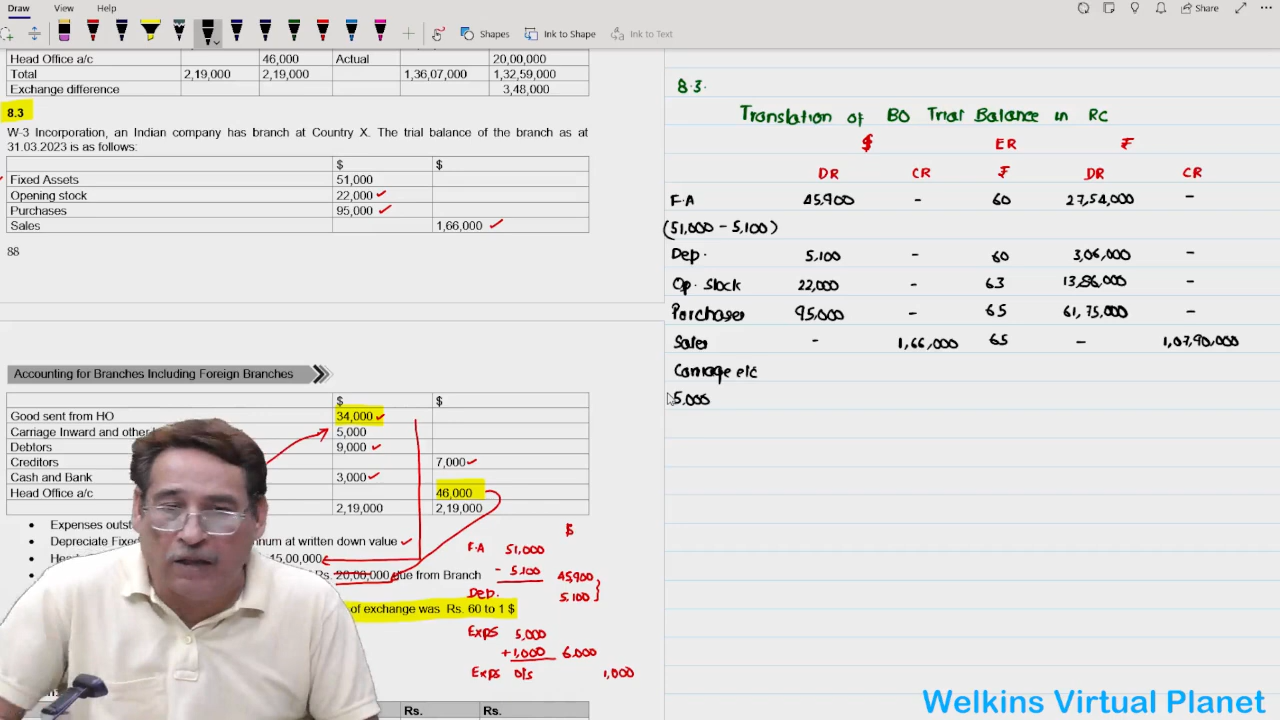 Draw View Help
Share
Shapes Ink to Shape Ink to Text
Head Office a/c 46,000 Actual 20,00,000
Total 2,19,000 2,19,000 1,36,07,000 1,32,59,000
Exchange difference 3,48,000
8.3
W-3 Incorporation, an Indian company has branch at Country X. The trial balance of the branch as at
31.03.2023 is as follows:
$ $
Fixed Assets 51,000
Opening stock 22,000
Purchases 95,000
Sales 1,66,000
88
Accounting for Branches Including Foreign Branches
$ $
Good sent from HO 34,000
Carriage Inward and other 5,000
Debtors 9,000
Creditors 7,000
Cash and Bank 3,000
Head Office a/c 46,000
2,19,000 2,19,000
Expenses outs
Depreciate Fixe num at written down value
He 45,00,000
Rs. 20,00,000 due from Branch
of exchange was Rs. 60 to 1 $
Rs. Rs.
$
F.A 51,000
- 5,100 45,900
Dep. 5,100
Exps 5,000
+ 1,000 6,000
Exps o/s 1,000
8.3.
Translation of BO Trial Balance in RC
$ ER ₹
DR CR ₹ DR CR
F.A 45,900 - 60 27,54,000 -
(51,000 - 5,100)
Dep. 5,100 - 60 3,06,000 -
Op. Stock 22,000 - 63 13,86,000 -
Purchases 95,000 - 65 61,75,000 -
Sales - 1,66,000 65 - 1,07,90,000
Carriage etc
5,000
Welkins Virtual Planet